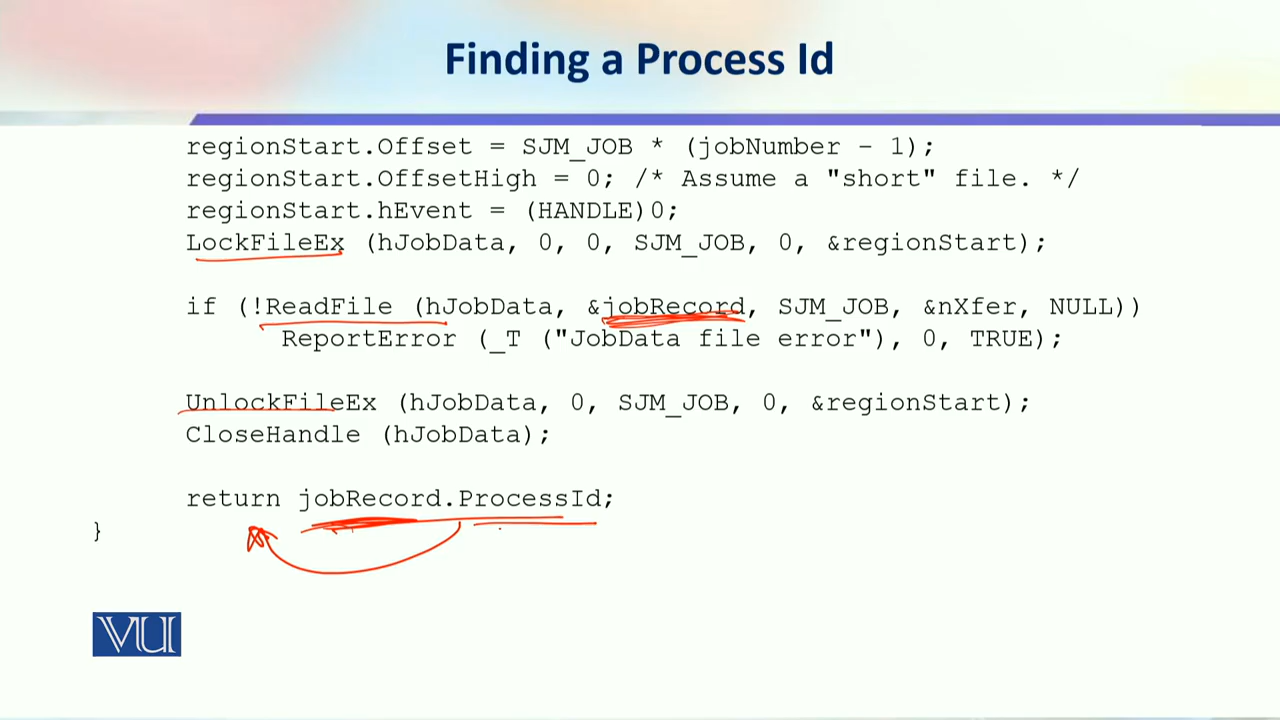 Finding a Process Id
regionStart.Offset = SJM_JOB * (jobNumber - 1);
regionStart.OffsetHigh = 0; /* Assume a "short" file. */
regionStart.hEvent = (HANDLE)0;
LockFileEx (hJobData, 0, 0, SJM_JOB, 0, &regionStart);
if (!ReadFile (hJobData, &jobRecord, SJM_JOB, &nXfer, NULL))
ReportError (_T ("JobData file error"), 0, TRUE);
UnlockFileEx (hJobData, 0, SJM_JOB, 0, &regionStart);
CloseHandle (hJobData);
return jobRecord.ProcessId;
}
VU